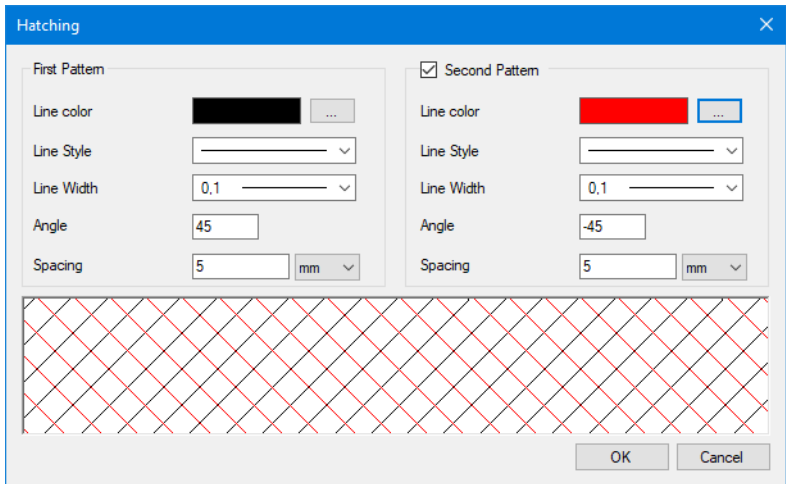 Hatching
First Pattern
Line color
...
Line Style
Line Width
0,1
Angle
45
Spacing
5
mm
Second Pattern
Line color
...
Line Style
Line Width
0,1
Angle
-45
Spacing
5
mm
OK
Cancel